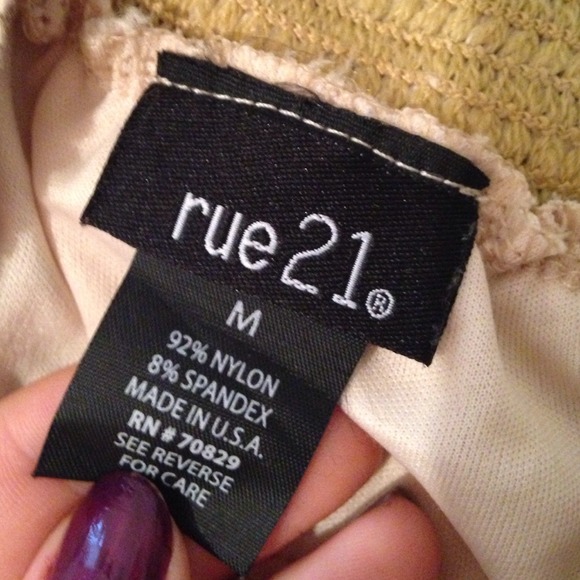 rue21®
M
92% NYLON
8% SPANDEX
MADE IN U.S.A.
RN # 70829
SEE REVERSE
FOR CARE